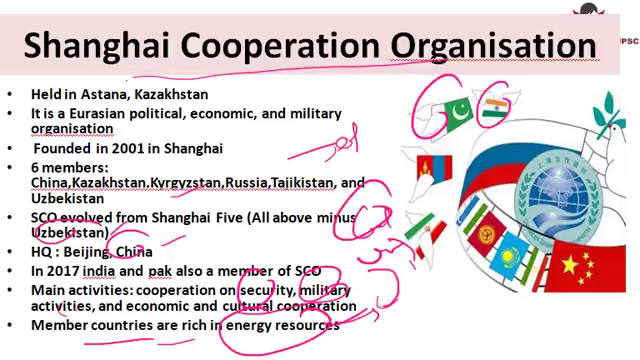 UPSC
Shanghai Cooperation Organisation
• Held in Astana, Kazakhstan
• It is a Eurasian political, economic, and military
organisation
• Founded in 2001 in Shanghai
• 6 members:
China,Kazakhstan,Kyrgyzstan,Russia,Tajikistan, and
Uzbekistan
• SCO evolved from Shanghai Five (All above minus
Uzbekistan)
• HQ : Beijing, China
• In 2017 india and pak also a member of SCO
• Main activities: cooperation on security, military
activities, and economic and cultural cooperation
• Member countries are rich in energy resources